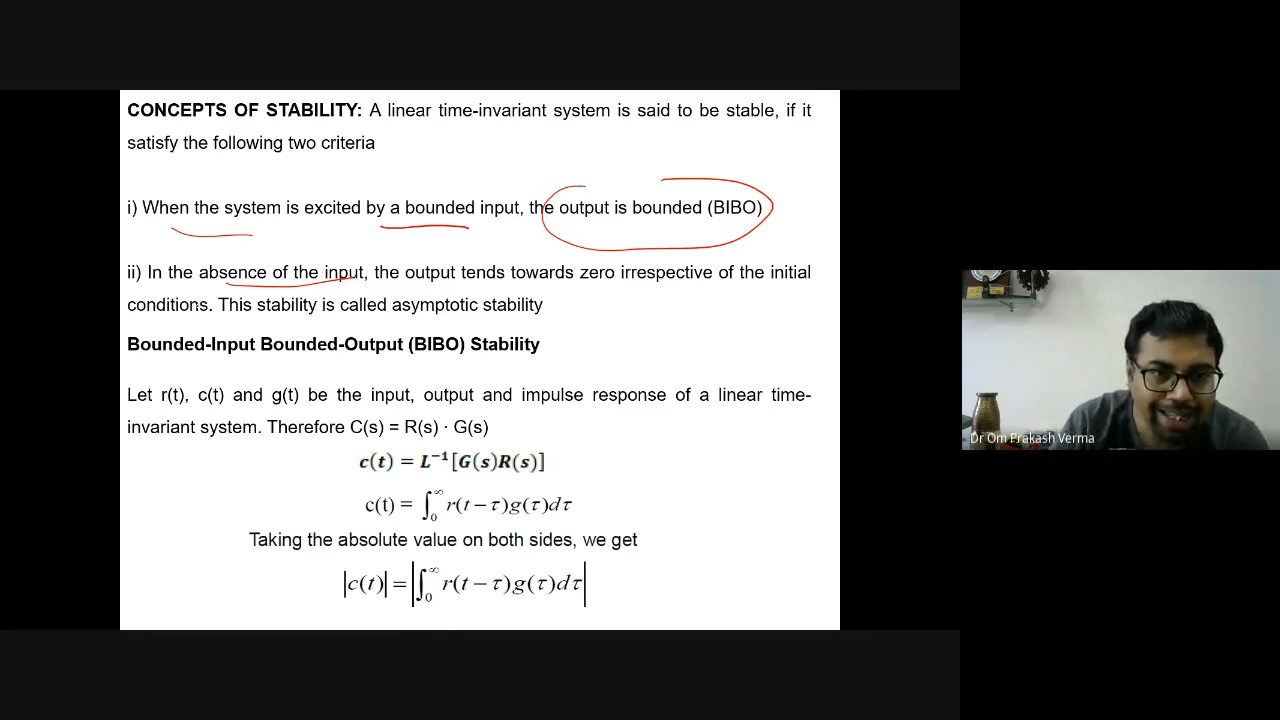 CONCEPTS OF STABILITY: A linear time-invariant system is said to be stable, if it
satisfy the following two criteria
i) When the system is excited by a bounded input, the output is bounded (BIBO)
ii) In the absence of the input, the output tends towards zero irrespective of the initial
conditions. This stability is called asymptotic stability
Bounded-Input Bounded-Output (BIBO) Stability
Let r(t), c(t) and g(t) be the input, output and impulse response of a linear time-
invariant system. Therefore C(s) = R(s) · G(s)
c(t) = L⁻¹[G(s)R(s)]
c(t) = ∫₀^∞ r(t − τ)g(τ)dτ
Taking the absolute value on both sides, we get
|c(t)| = |∫₀^∞ r(t − τ)g(τ)dτ|
Dr Om Prakash Verma